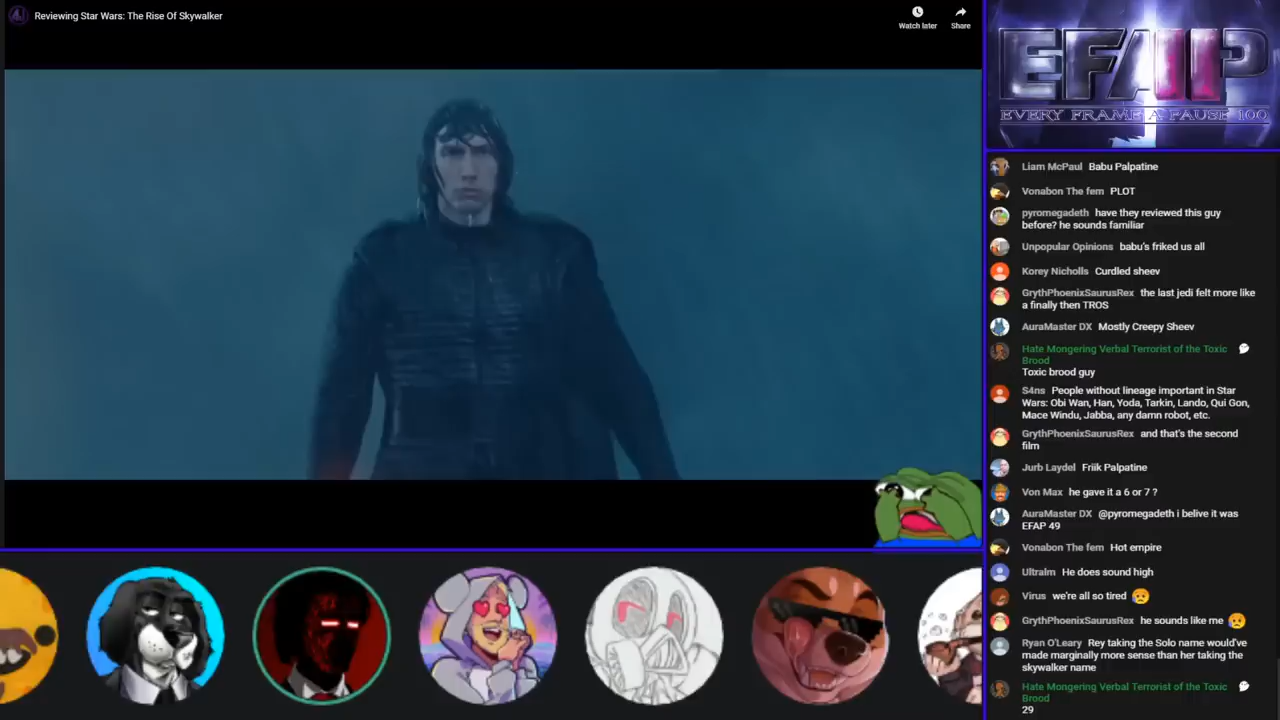 Reviewing Star Wars: The Rise Of Skywalker
Watch later
Share
EFAP
EVERY FRAME A PAUSE 100
Liam McPaul Babu Palpatine
Vonabon The fem PLOT
pyromegadeth have they reviewed this guy
before? he sounds familiar
Unpopular Opinions babu's friked us all
Korey Nicholls Curdled sheev
GrythPhoenixSaurusRex the last jedi felt more like
a finally then TROS
AuraMaster DX Mostly Creepy Sheev
Hate Mongering Verbal Terrorist of the Toxic
Brood
Toxic brood guy
S4ns People without lineage important in Star
Wars: Obi Wan, Han, Yoda, Tarkin, Lando, Qui Gon,
Mace Windu, Jabba, any damn robot, etc.
GrythPhoenixSaurusRex and that's the second
film
Jurb Laydel Friik Palpatine
Von Max he gave it a 6 or 7 ?
AuraMaster DX @pyromegadeth i belive it was
EFAP 49
Vonabon The fem Hot empire
Ultralm He does sound high
Virus we're all so tired 😥
GrythPhoenixSaurusRex he sounds like me 😥
Ryan O'Leary Rey taking the Solo name would've
made marginally more sense than her taking the
skywalker name
Hate Mongering Verbal Terrorist of the Toxic
Brood
29